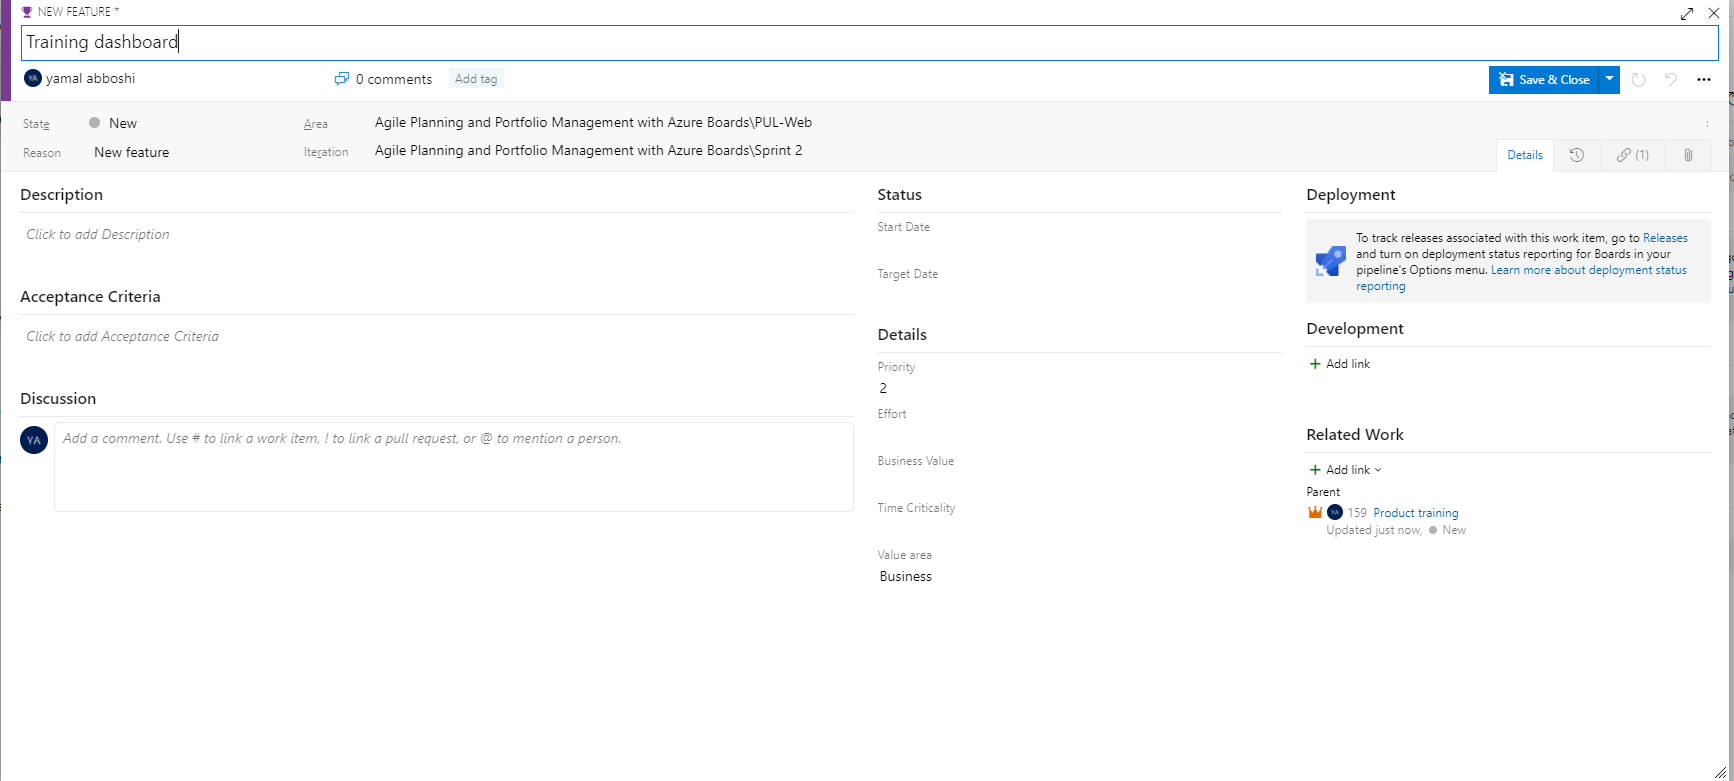 NEW FEATURE *
Training dashboard
YA yamal abboshi
0 comments
Add tag
Save & Close
State
New
Area
Agile Planning and Portfolio Management with Azure Boards\PUL-Web
Reason
New feature
Iteration
Agile Planning and Portfolio Management with Azure Boards\Sprint 2
Details
(1)
Description
Click to add Description
Acceptance Criteria
Click to add Acceptance Criteria
Discussion
YA
Add a comment. Use # to link a work item, ! to link a pull request, or @ to mention a person.
Status
Start Date
Target Date
Details
Priority
2
Effort
Business Value
Time Criticality
Value area
Business
Deployment
To track releases associated with this work item, go to Releases
and turn on deployment status reporting for Boards in your
pipeline's Options menu. Learn more about deployment status
reporting
Development
+ Add link
Related Work
+ Add link
Parent
YA 159 Product training
Updated just now, New